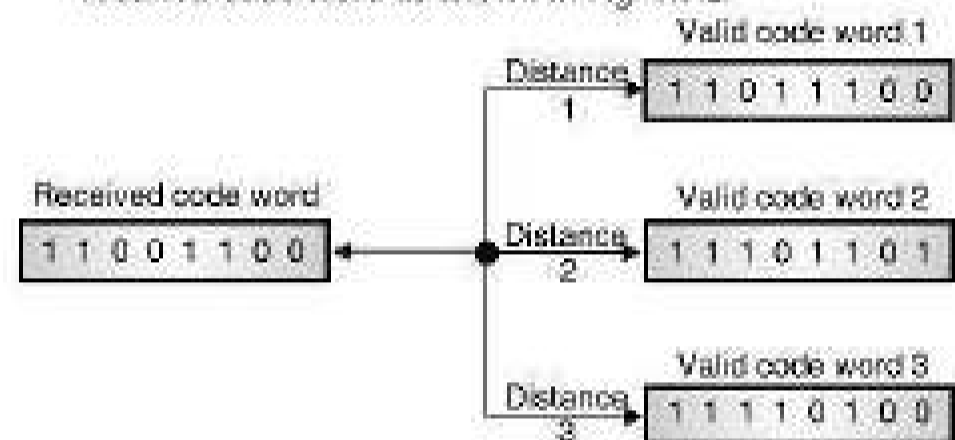 Valid code word 1
Distance
1
1 1 0 1 1 1 0 0
Received code word
1 1 0 0 1 1 0 0
Valid code word 2
Distance
2
1 1 1 0 1 1 0 1
Valid code word 3
Distance
3
1 1 1 1 0 1 0 0